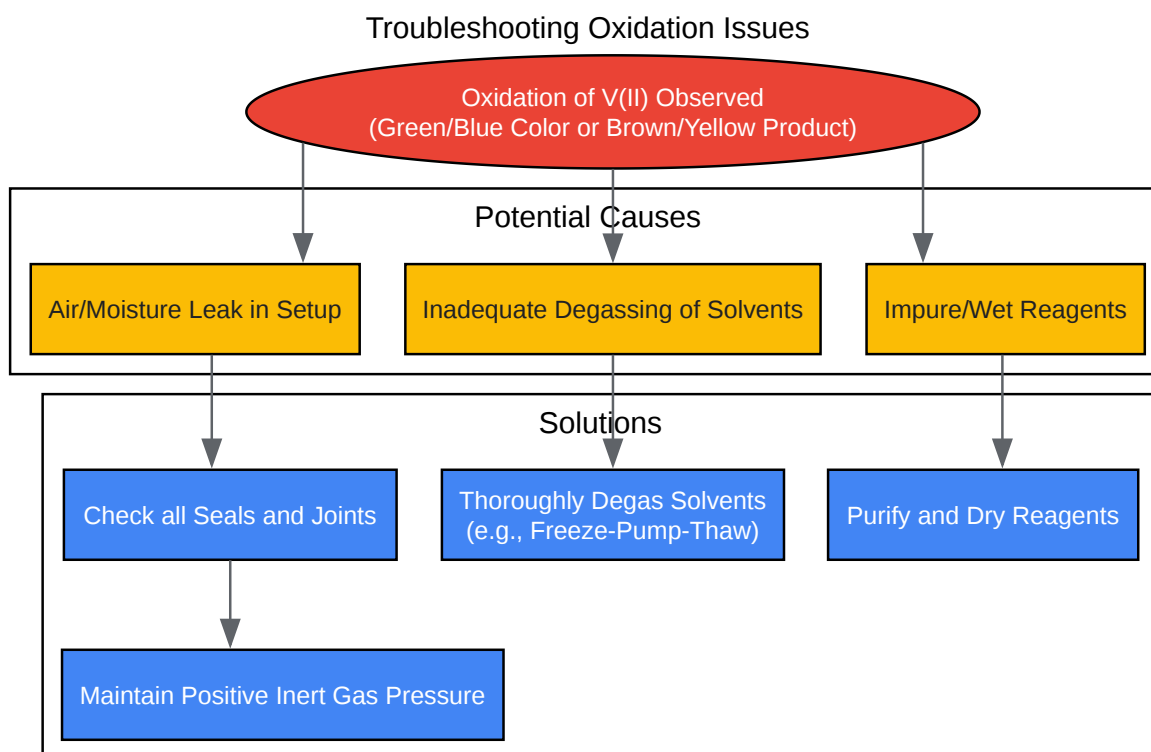 Troubleshooting Oxidation Issues
Oxidation of V(II) Observed
(Green/Blue Color or Brown/Yellow Product)
Potential Causes
Air/Moisture Leak in Setup
Inadequate Degassing of Solvents
Impure/Wet Reagents
Solutions
Check all Seals and Joints
Thoroughly Degas Solvents
(e.g., Freeze-Pump-Thaw)
Purify and Dry Reagents
Maintain Positive Inert Gas Pressure